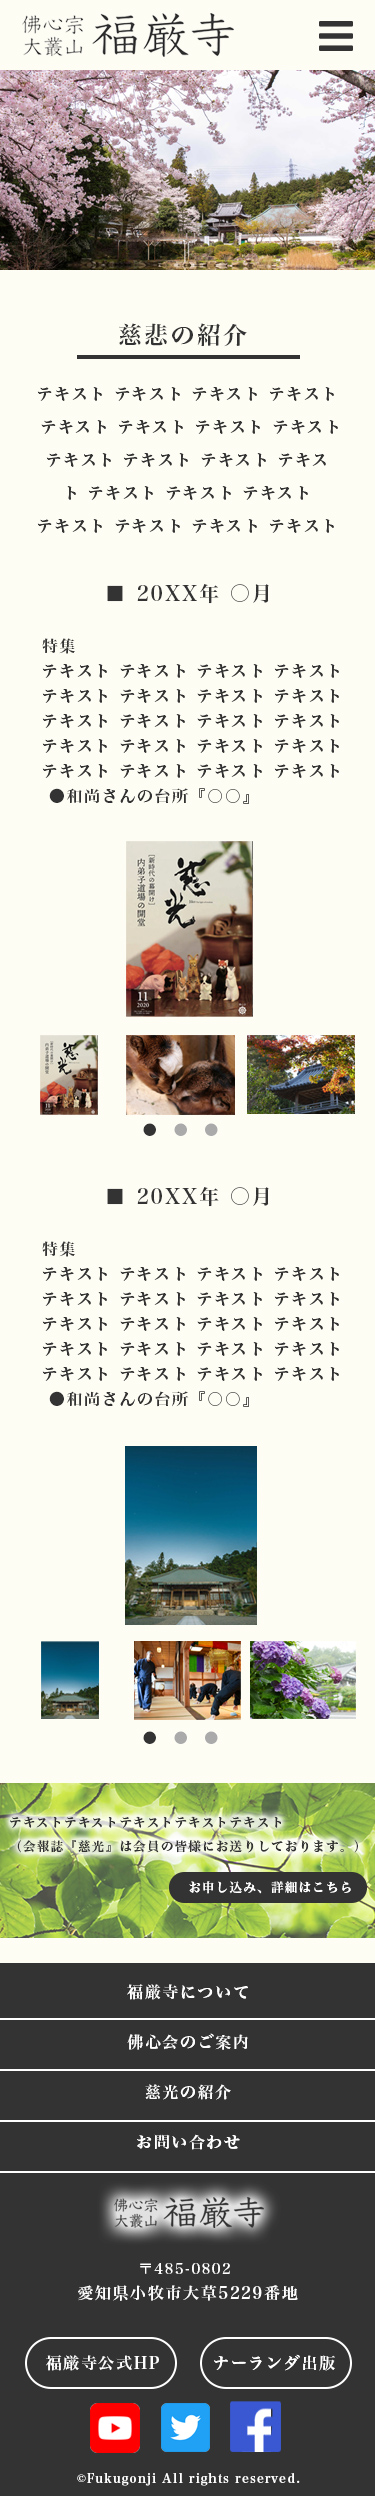 佛心宗
大叢山
福厳寺
慈悲の紹介
テキスト テキスト テキスト テキスト
テキスト テキスト テキスト テキスト
テキスト テキスト テキスト テキス
ト テキスト テキスト テキスト
テキスト テキスト テキスト テキスト
■ 20XX年 〇月
特集
テキスト テキスト テキスト テキスト
テキスト テキスト テキスト テキスト
テキスト テキスト テキスト テキスト
テキスト テキスト テキスト テキスト
テキスト テキスト テキスト テキスト
●和尚さんの台所『〇〇』
［新時代の幕開け］
内弟子道場の開堂
慈光
11
2020
慈光
11
■ 20XX年 〇月
特集
テキスト テキスト テキスト テキスト
テキスト テキスト テキスト テキスト
テキスト テキスト テキスト テキスト
テキスト テキスト テキスト テキスト
テキスト テキスト テキスト テキスト
●和尚さんの台所『〇〇』
テキストテキストテキストテキストテキスト
（会報誌『慈光』は会員の皆様にお送りしております。）
お申し込み、詳細はこちら
福厳寺について
佛心会のご案内
慈光の紹介
お問い合わせ
佛心宗
大叢山
福厳寺
〒485-0802
愛知県小牧市大草5229番地
福厳寺公式HP
ナーランダ出版
©Fukugonji All rights reserved.